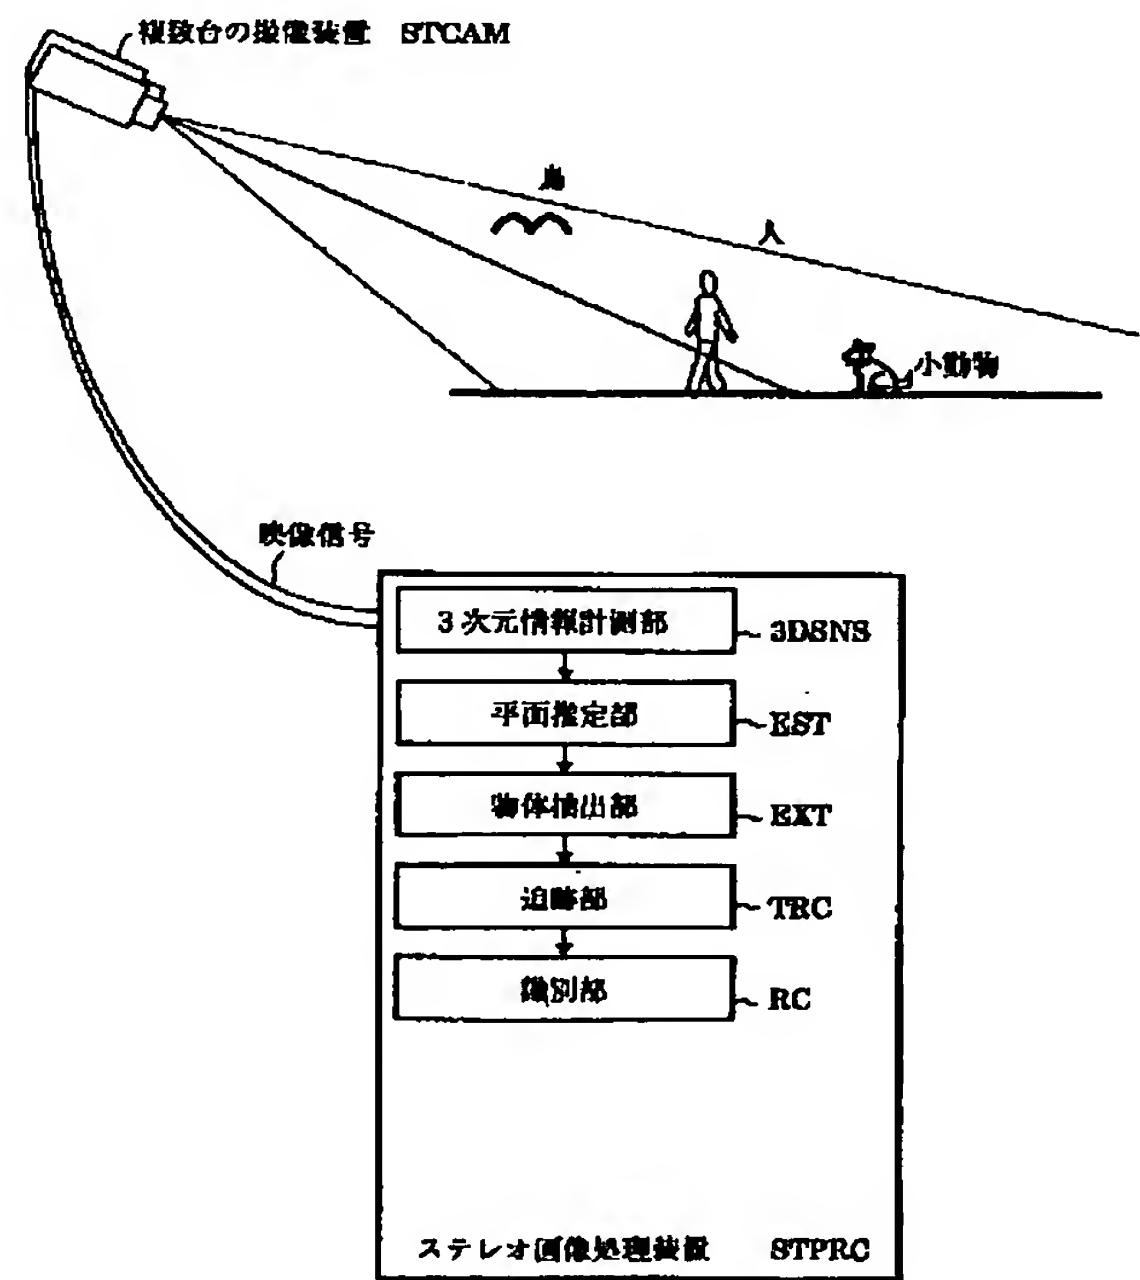 複数台の撮像装置 STCAM
鳥
人
小動物
映像信号
3次元情報計測部 3DSNS
平面推定部 EST
物体抽出部 EXT
追跡部 TRC
識別部 RC
ステレオ画像処理装置 STPRC